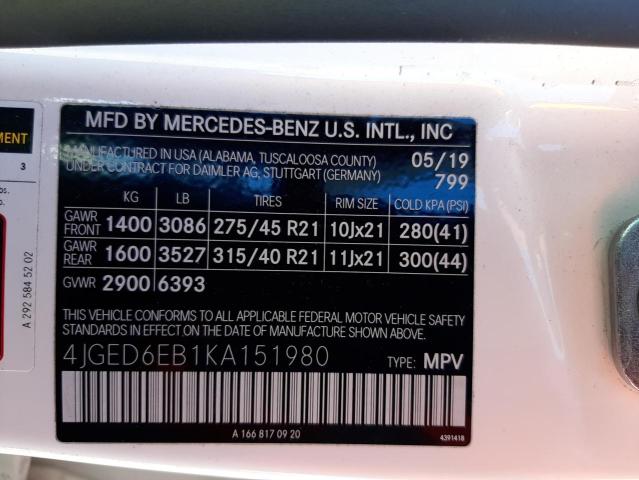 MFD BY MERCEDES-BENZ U.S. INTL., INC
MANUFACTURED IN USA (ALABAMA, TUSCALOOSA COUNTY) 05/19
UNDER CONTRACT FOR DAIMLER AG, STUTTGART (GERMANY) 799
KG LB TIRES RIM SIZE COLD KPA (PSI)
GAWR FRONT 1400 3086 275/45 R21 10Jx21 280(41)
GAWR REAR 1600 3527 315/40 R21 11Jx21 300(44)
GVWR 2900 6393
THIS VEHICLE CONFORMS TO ALL APPLICABLE FEDERAL MOTOR VEHICLE SAFETY
STANDARDS IN EFFECT ON THE DATE OF MANUFACTURE SHOWN ABOVE.
4JGED6EB1KA151980 TYPE: MPV
A 166 817 09 20 4391418
3
A 292 584 52 02